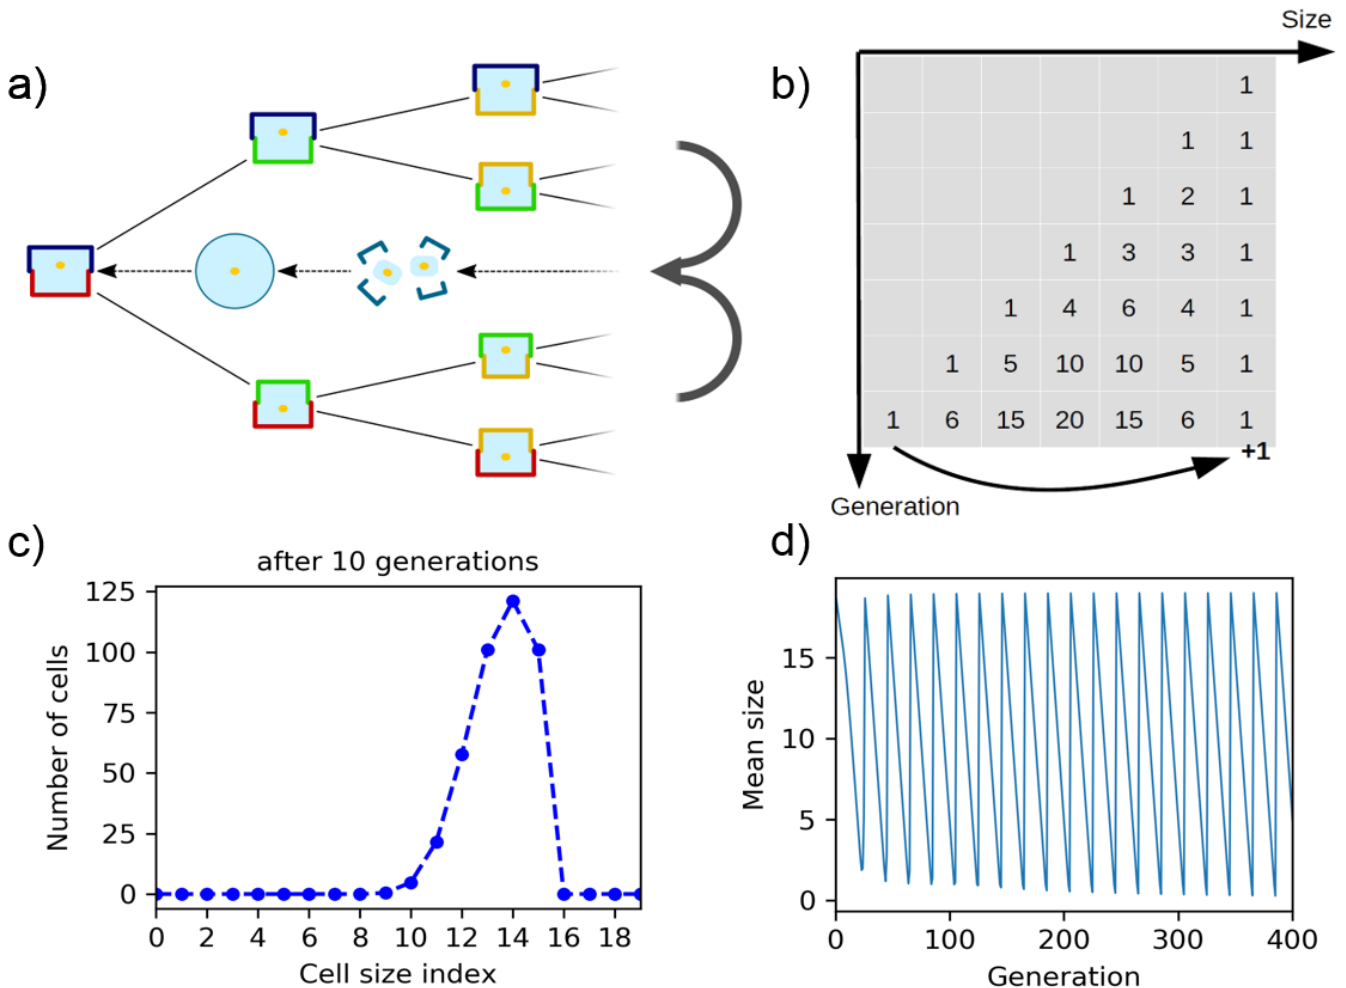 a)
b)
Size
1
1 1
1 2 1
1 3 3 1
1 4 6 4 1
1 5 10 10 5 1
1 6 15 20 15 6 1
+1
Generation
c)
after 10 generations
Number of cells
125
100
75
50
25
0
0 2 4 6 8 10 12 14 16 18
Cell size index
d)
Mean size
15
10
5
0
0 100 200 300 400
Generation